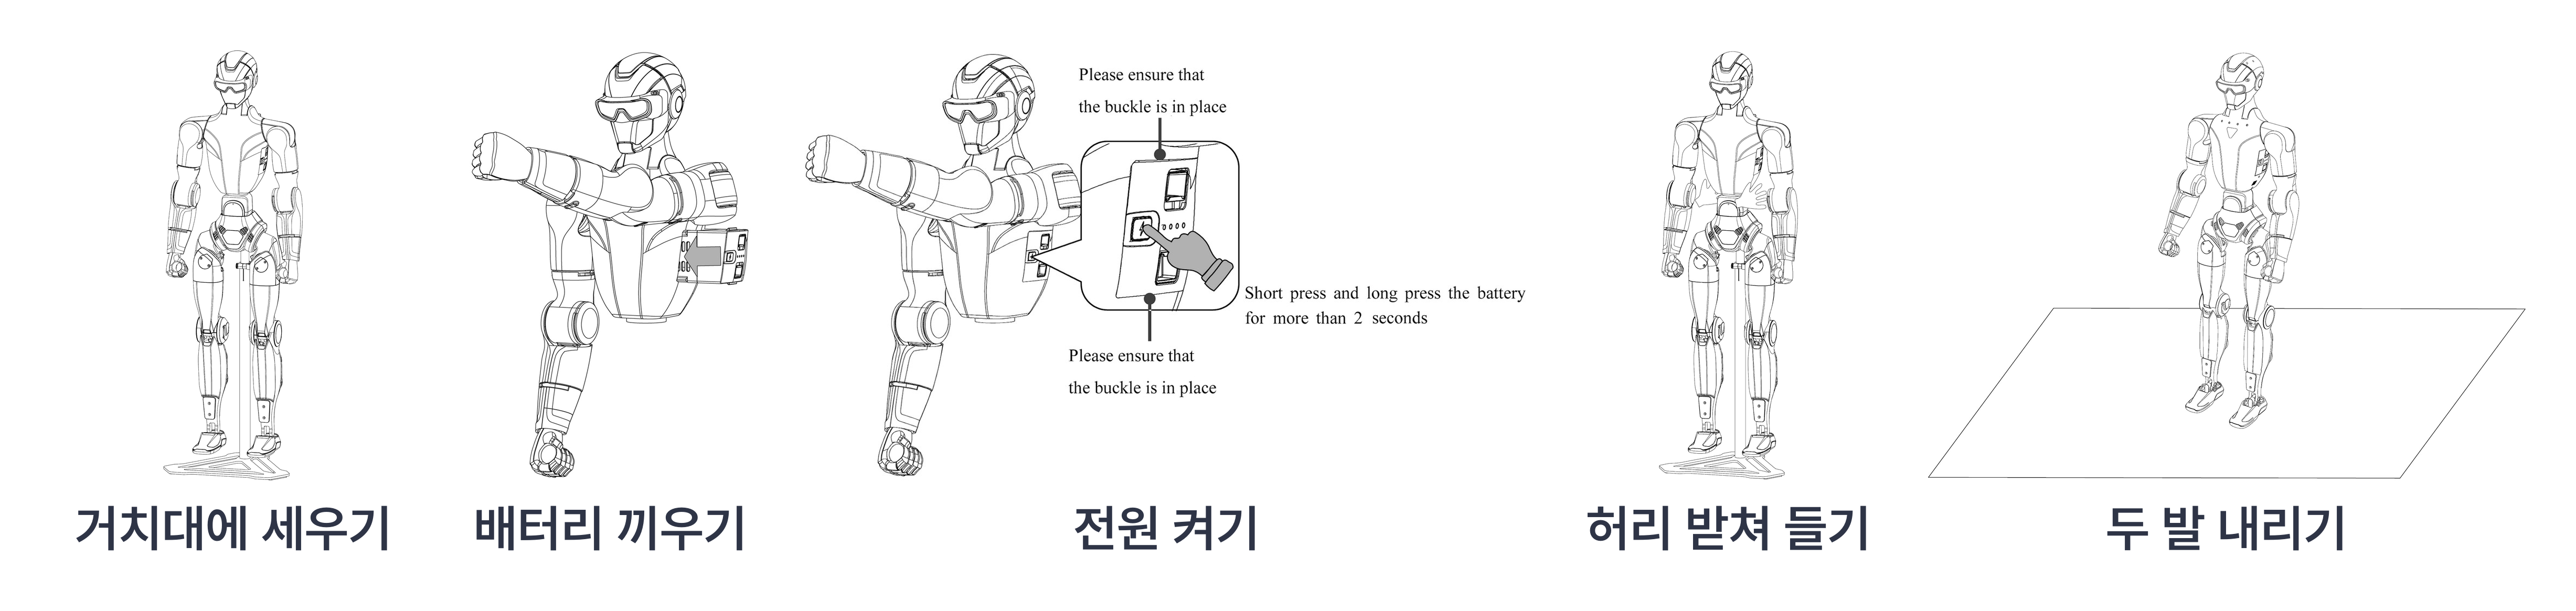 Please ensure that
the buckle is in place
Short press and long press the battery
for more than 2 seconds
Please ensure that
the buckle is in place
거치대에 세우기
배터리 끼우기
전원 켜기
허리 받쳐 들기
두 발 내리기